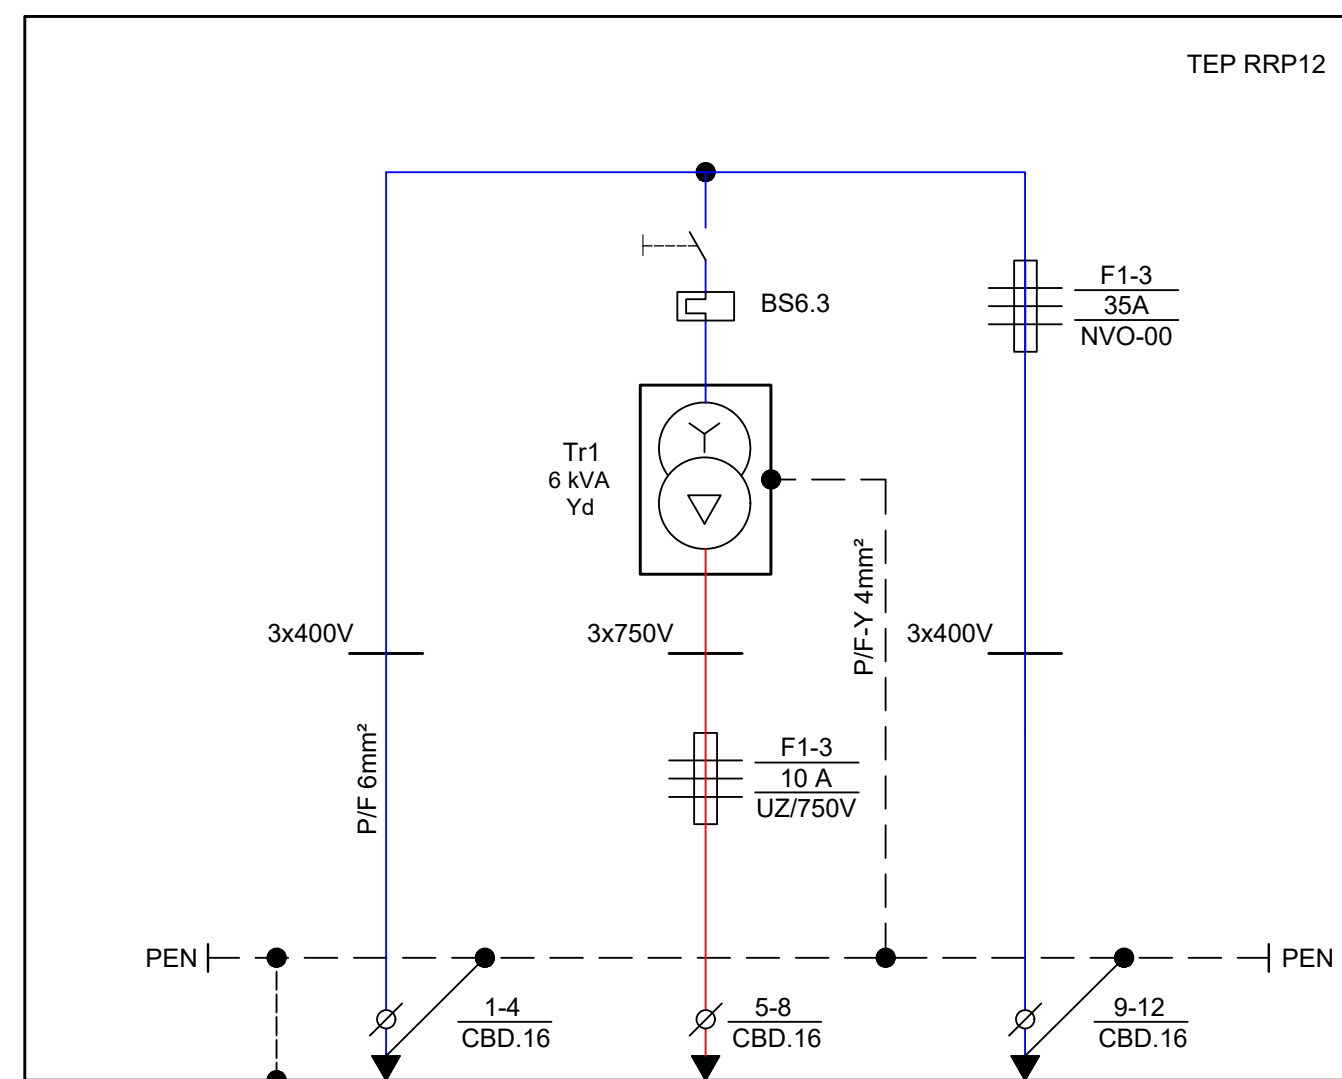 TEP RRP12
F1-3
35A
NVO-00
BS6.3
Tr1
6 kVA
Yd
P/F-Y 4mm²
3x400V
3x750V
3x400V
P/F 6mm²
F1-3
10 A
UZ/750V
PEN
PEN
1-4
CBD.16
5-8
CBD.16
9-12
CBD.16